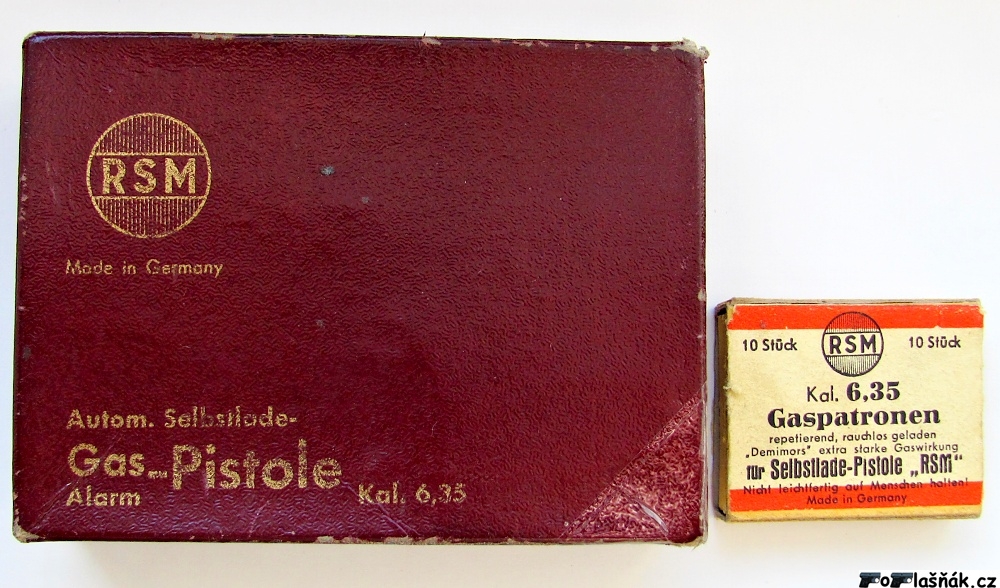 RSM
Made in Germany
Autom. Selbstlade-
Gas-Pistole
Alarm
Kal. 6,35
10 Stück
RSM
10 Stück
Kal. 6,35
Gaspatronen
repetierend, rauchlos geladen
„Demimors" extra starke Gaswirkung
für Selbstlade-Pistole „RSM"
Nicht leichtfertig auf Menschen halten!
Made in Germany
FoFlašňák.cz